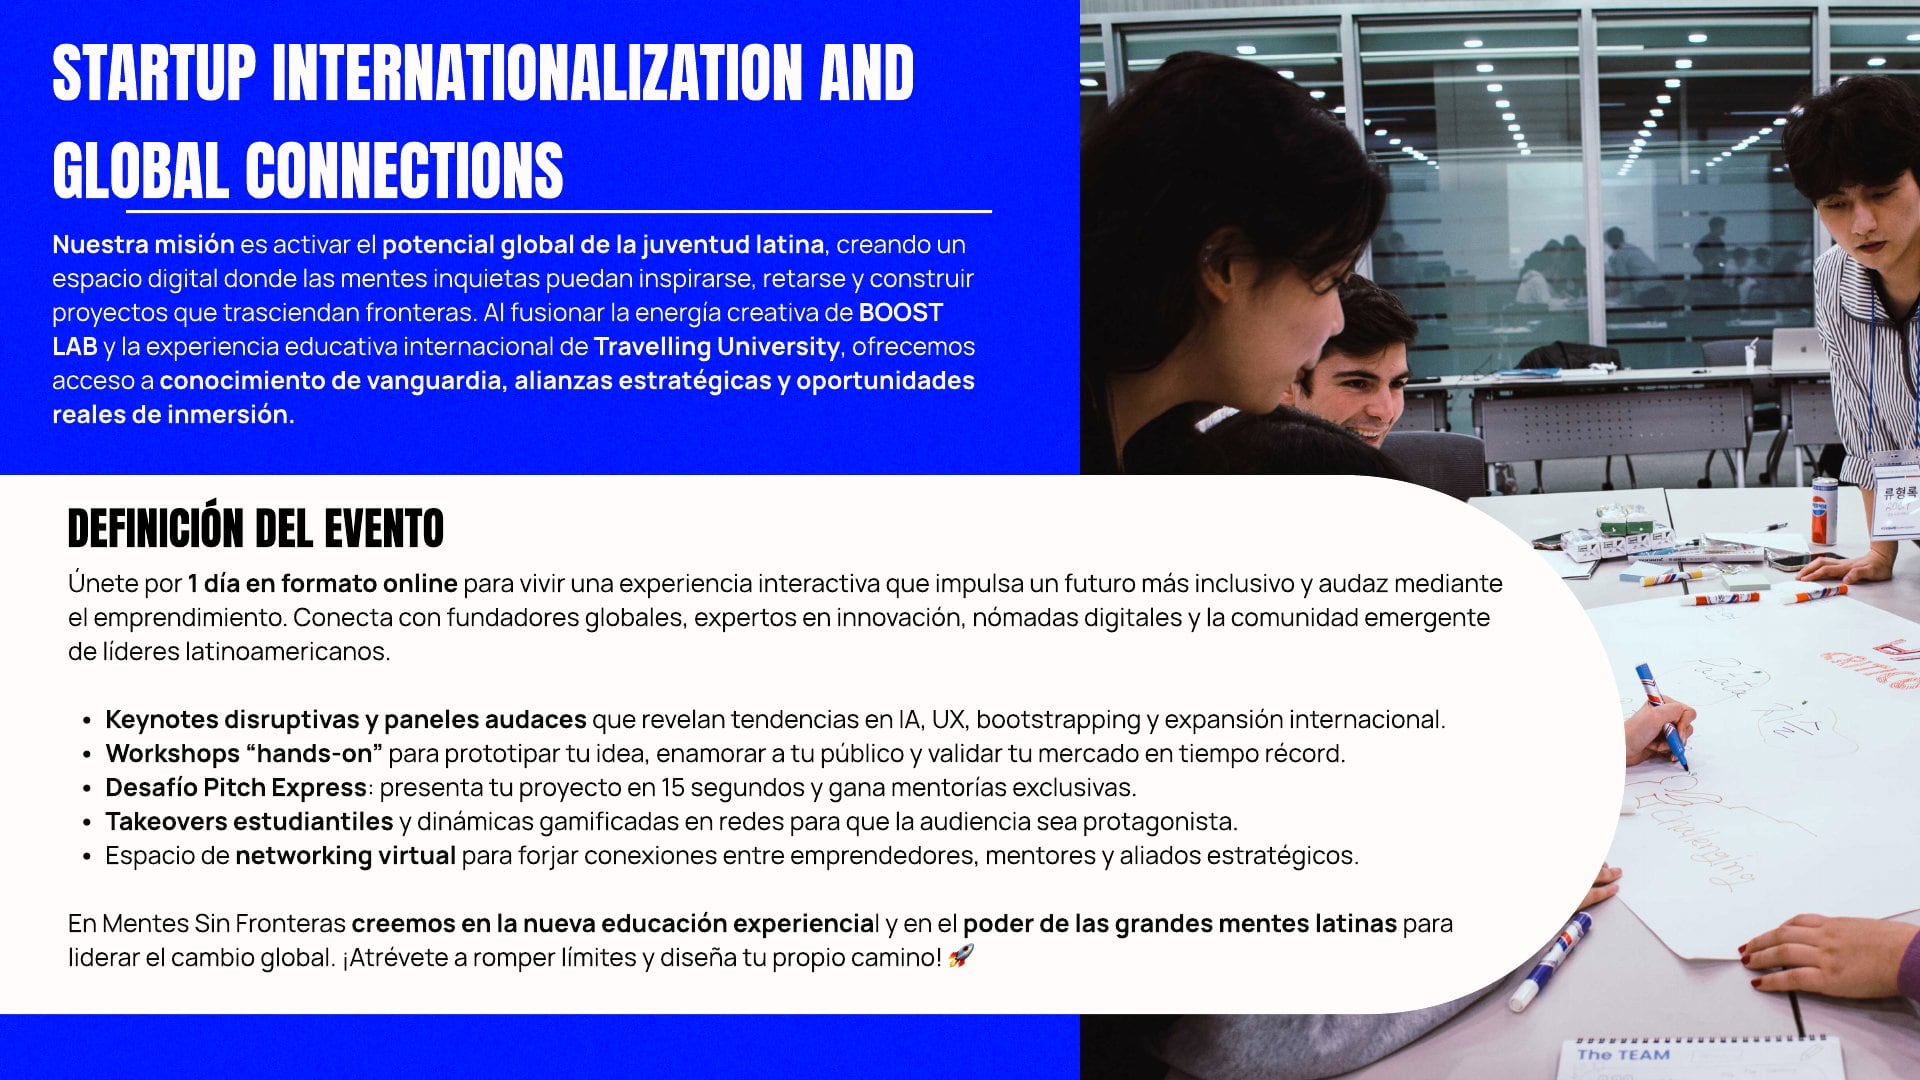 STARTUP INTERNATIONALIZATION AND
GLOBAL CONNECTIONS
Nuestra misión es activar el potencial global de la juventud latina, creando un
espacio digital donde las mentes inquietas puedan inspirarse, retarse y construir
proyectos que trasciendan fronteras. Al fusionar la energía creativa de BOOST
LAB y la experiencia educativa internacional de Travelling University, ofrecemos
acceso a conocimiento de vanguardia, alianzas estratégicas y oportunidades
reales de inmersión.
DEFINICIÓN DEL EVENTO
Únete por 1 día en formato online para vivir una experiencia interactiva que impulsa un futuro más inclusivo y audaz mediante
el emprendimiento. Conecta con fundadores globales, expertos en innovación, nómadas digitales y la comunidad emergente
de líderes latinoamericanos.
• Keynotes disruptivas y paneles audaces que revelan tendencias en IA, UX, bootstrapping y expansión internacional.
• Workshops “hands-on” para prototipar tu idea, enamorar a tu público y validar tu mercado en tiempo récord.
• Desafío Pitch Express: presenta tu proyecto en 15 segundos y gana mentorías exclusivas.
• Takeovers estudiantiles y dinámicas gamificadas en redes para que la audiencia sea protagonista.
• Espacio de networking virtual para forjar conexiones entre emprendedores, mentores y aliados estratégicos.
En Mentes Sin Fronteras creemos en la nueva educación experiencial y en el poder de las grandes mentes latinas para
liderar el cambio global. ¡Atrévete a romper límites y diseña tu propio camino! 🚀
류형록
challenging
The TEAM